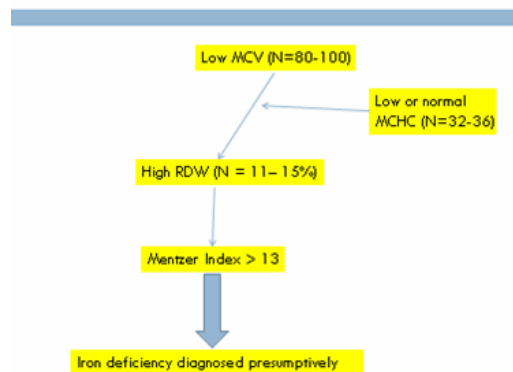 Low MCV (N=80-100)
Low or normal
MCHC (N=32-36)
High RDW (N = 11– 15%)
Mentzer Index > 13
Iron deficiency diagnosed presumptively